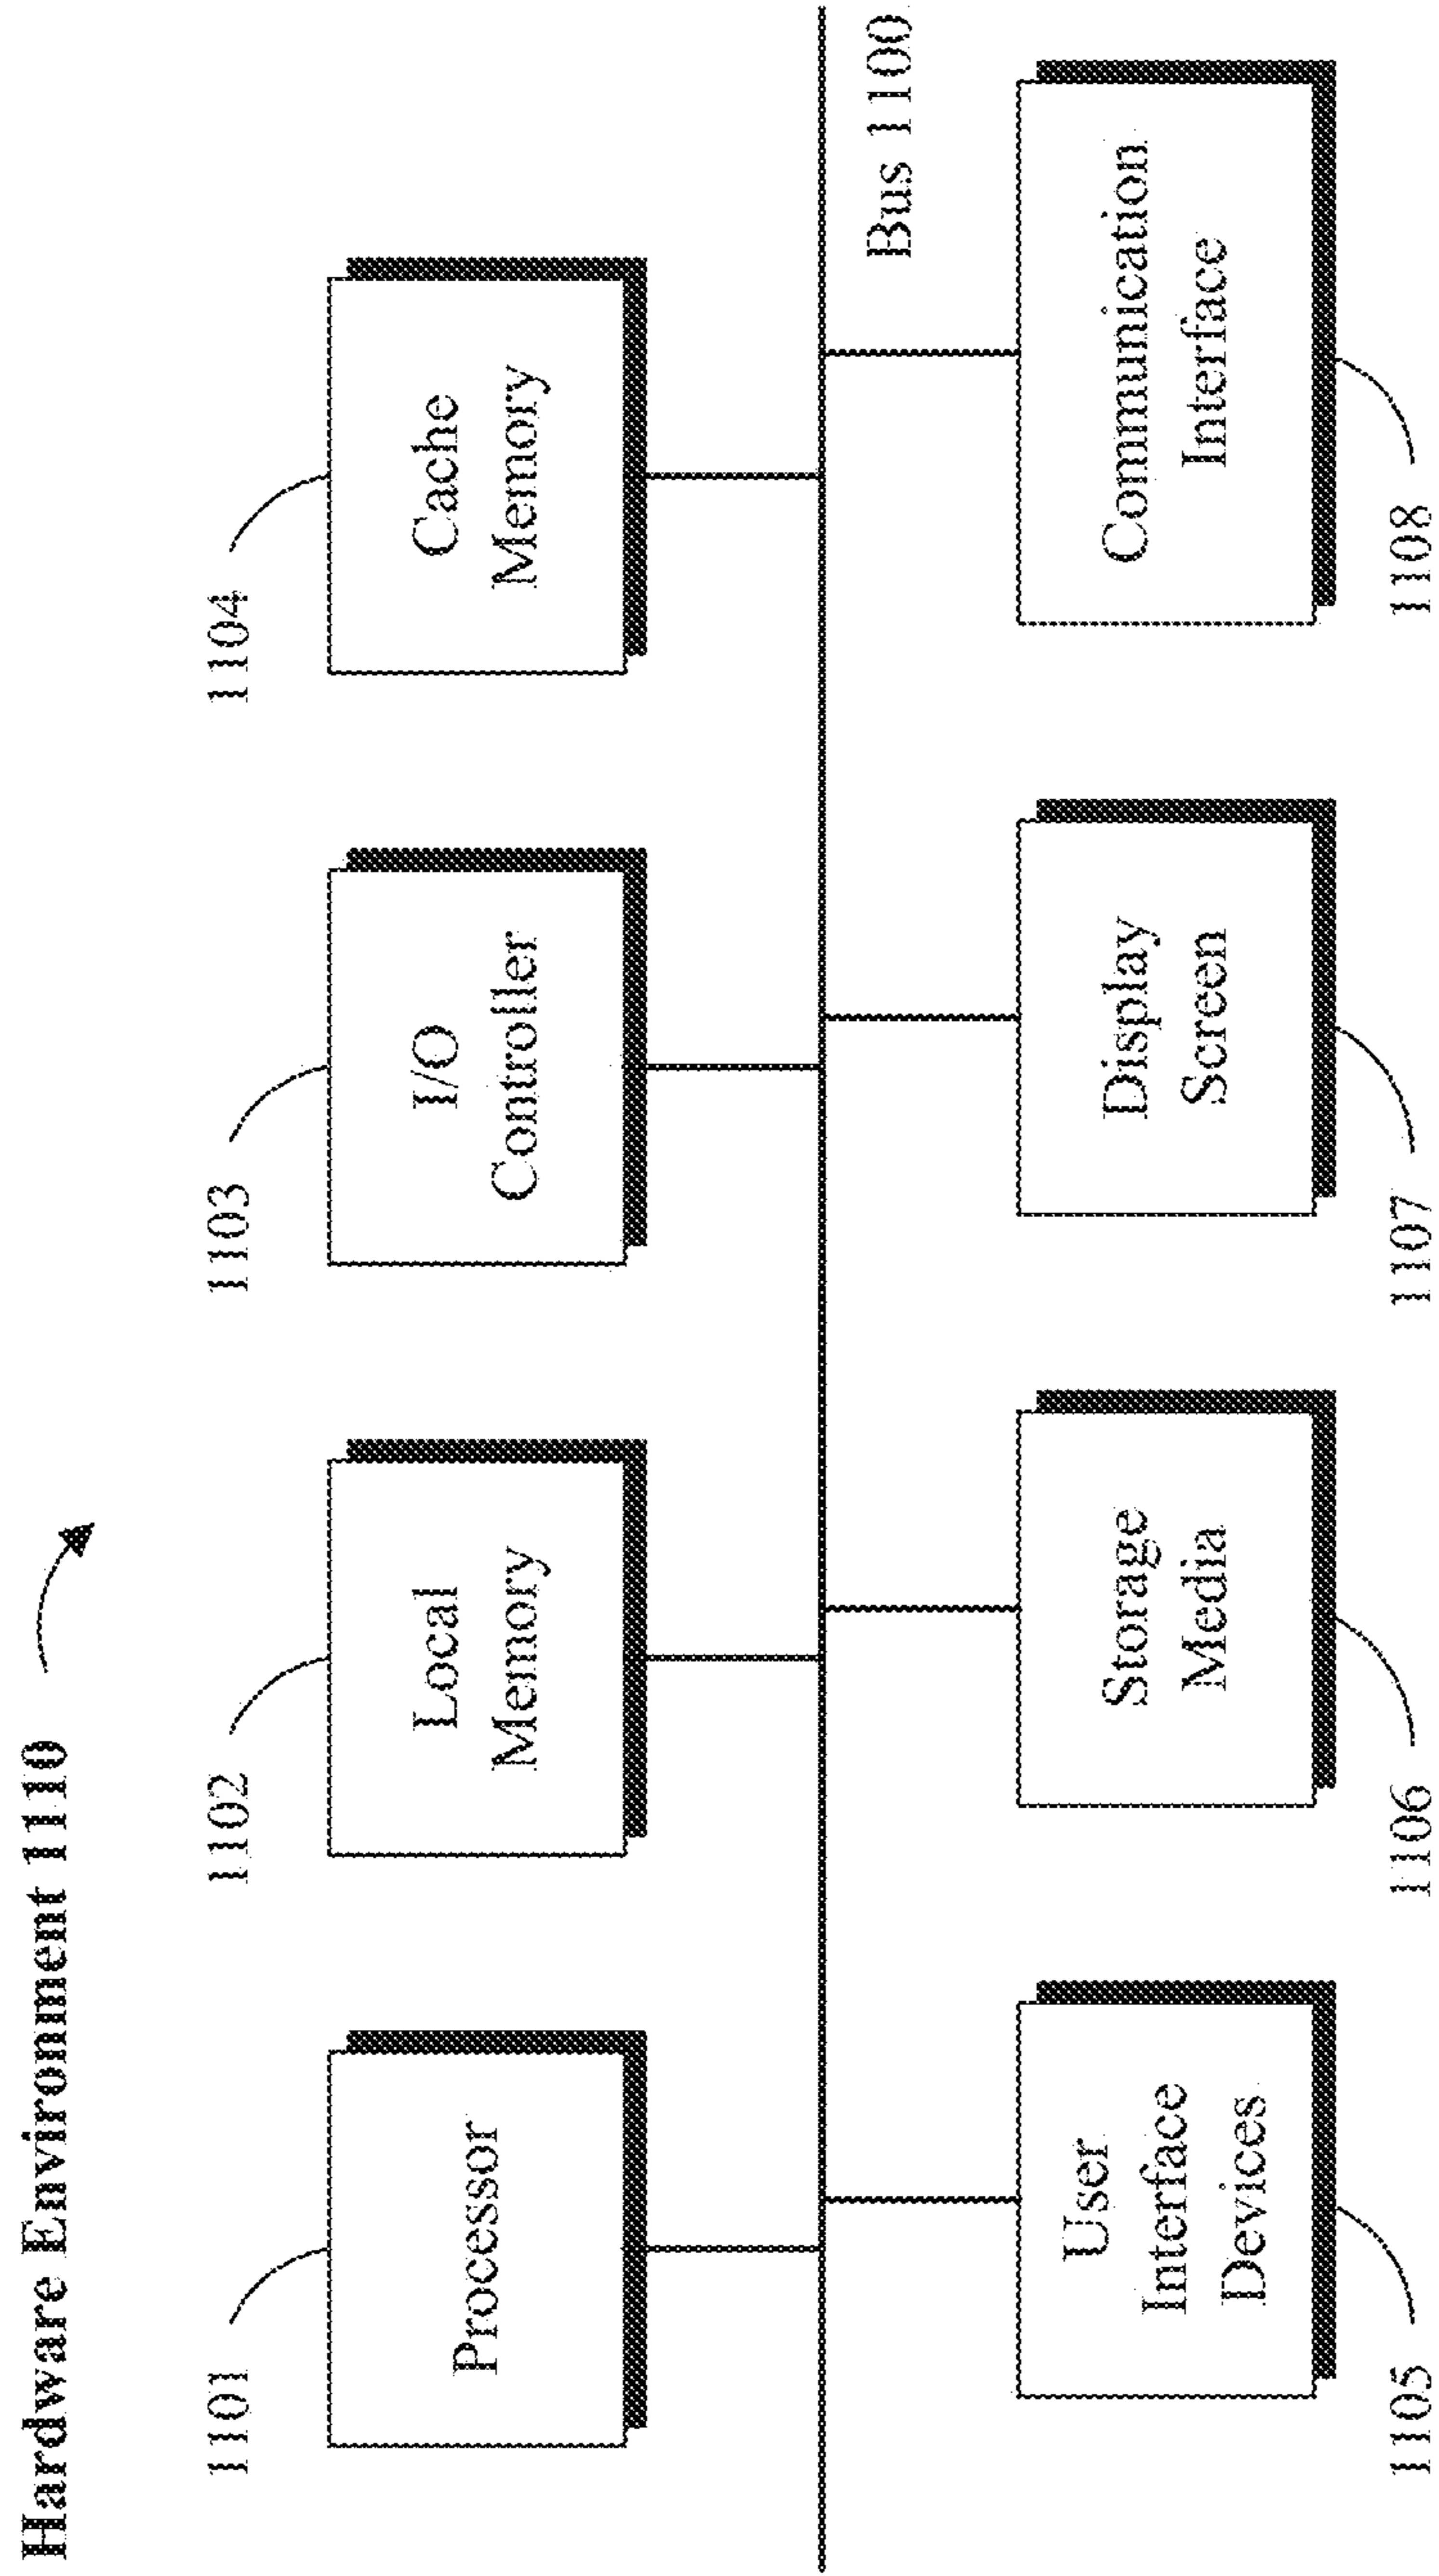 Hardware Environment 1110
1101
1102
1103
1104
Processor
Local
Memory
I/O
Controller
Cache
Memory
Bus 1100
User
Interface
Devices
Storage
Media
Display
Screen
Communication
Interface
1105
1106
1107
1108